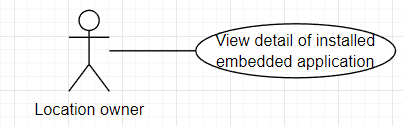 View detail of installed
embedded application
Location owner